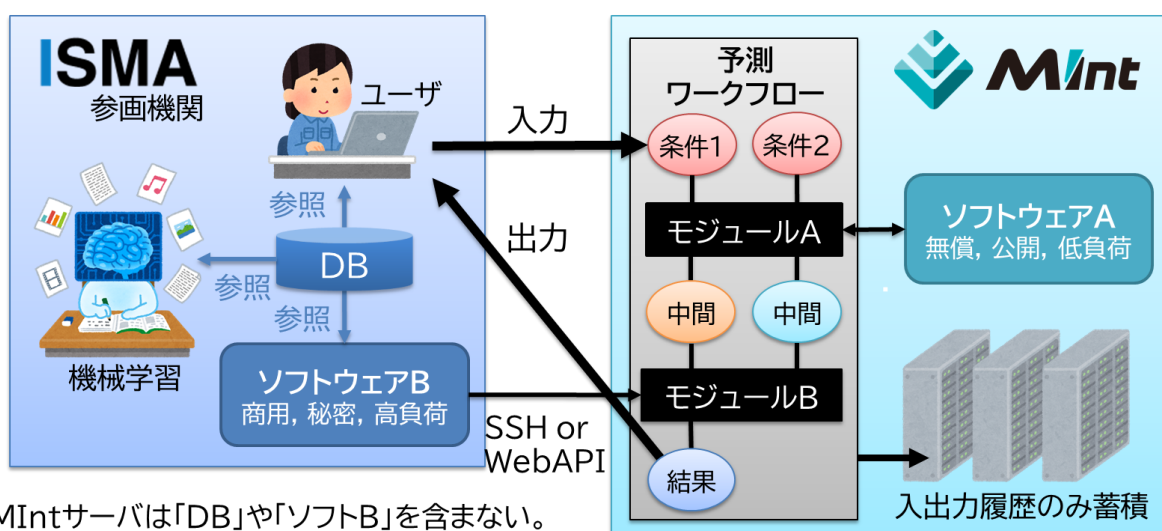 ISMA
参画機関
ユーザ
参照
DB
参照
参照
機械学習
ソフトウェアB
商用, 秘密, 高負荷
入力
出力
SSH or
WebAPI
予測
ワークフロー
条件1
条件2
モジュールA
中間
中間
モジュールB
結果
MInt
ソフトウェアA
無償, 公開, 低負荷
入出力履歴のみ蓄積
MIntサーバは「DB」や「ソフトB」を含まない。